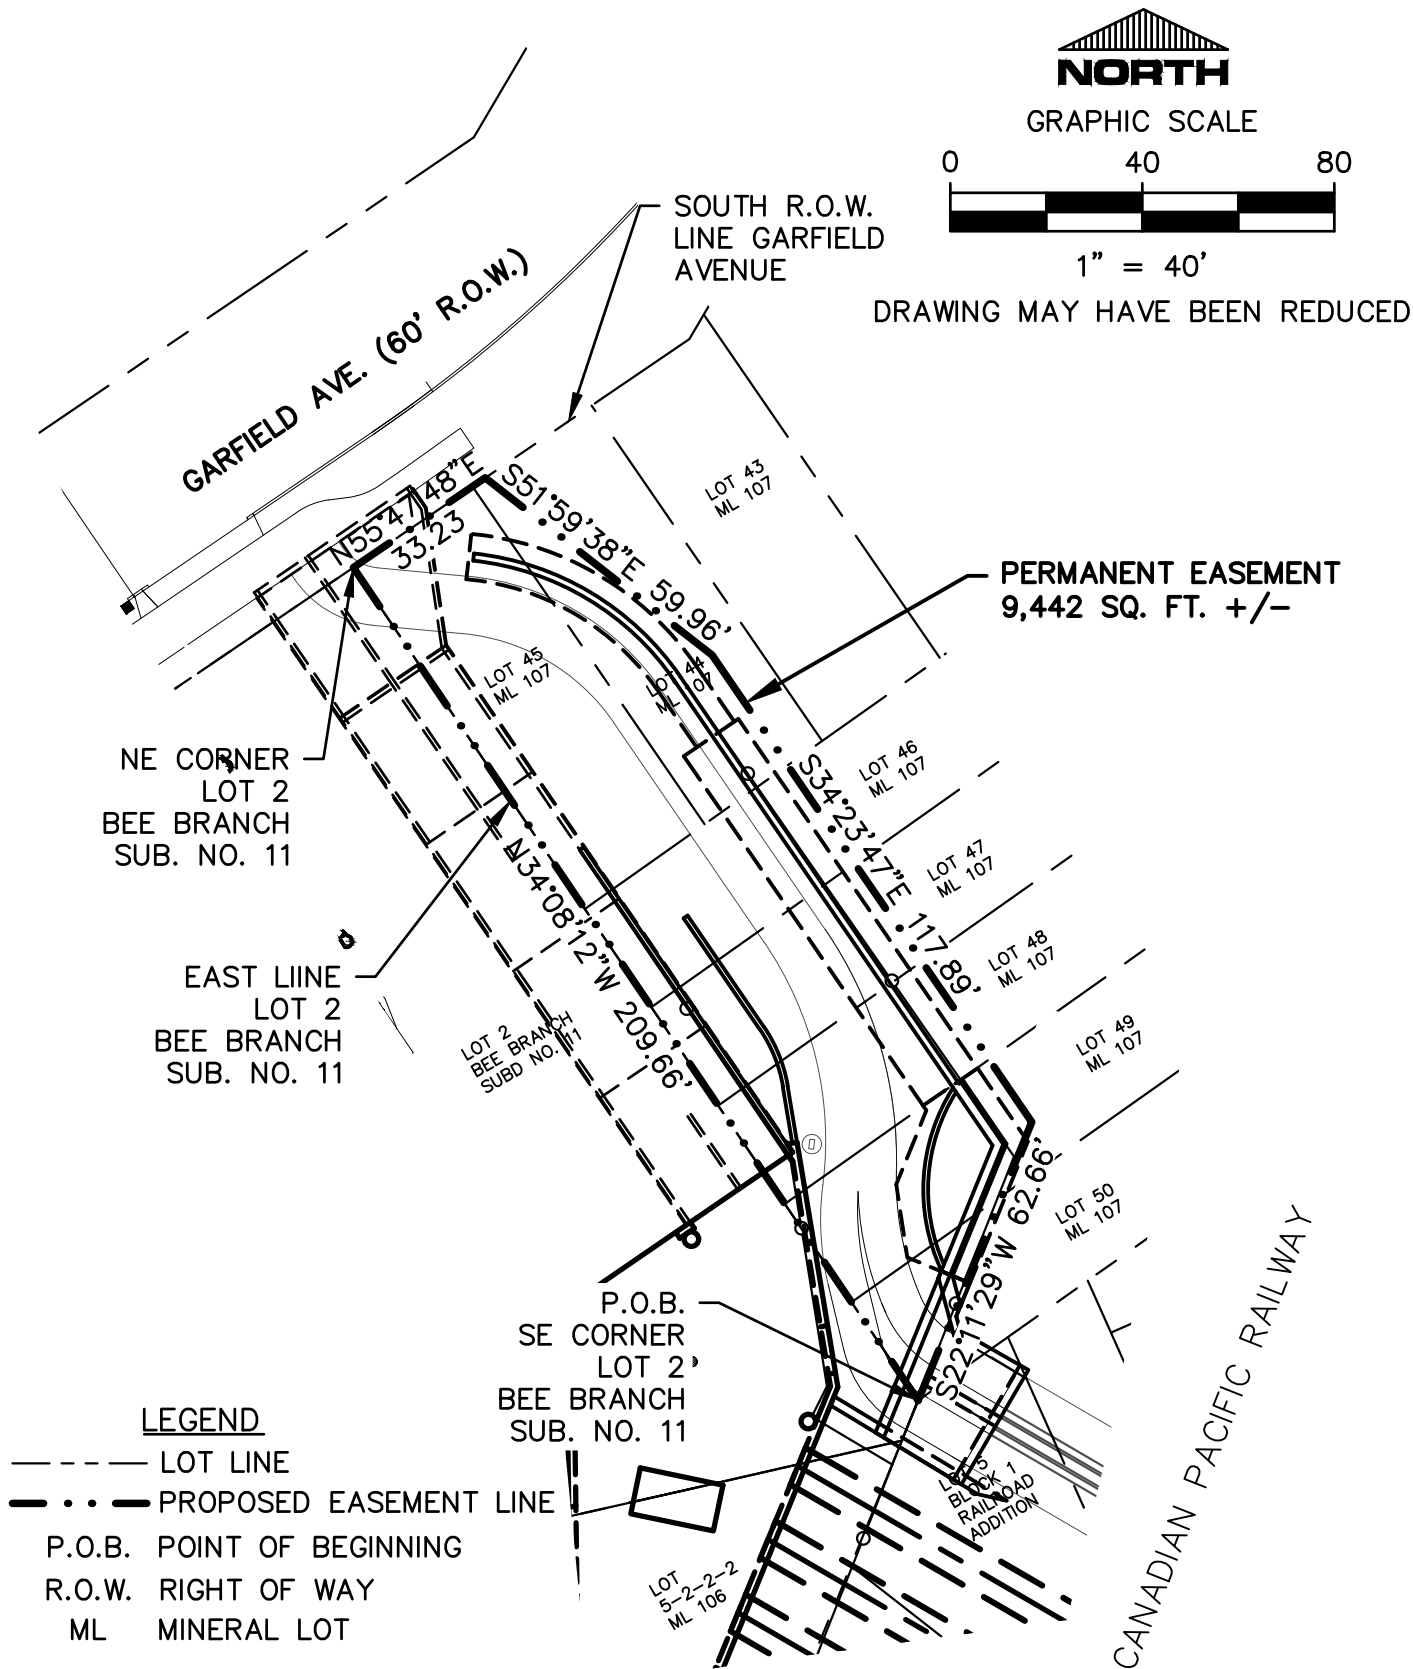 NORTH
GRAPHIC SCALE
0 40 80
1" = 40'
DRAWING MAY HAVE BEEN REDUCED
SOUTH R.O.W.
LINE GARFIELD
AVENUE
GARFIELD AVE. (60' R.O.W.)
N55°47'48"E
33.23
S51°59'38"E 59.96'
LOT 43
ML 107
PERMANENT EASEMENT
9,442 SQ. FT. +/-
LOT 45
ML 107
LOT 44
ML 107
NE CORNER
LOT 2
BEE BRANCH
SUB. NO. 11
LOT 46
ML 107
S34°23'47"E 117.89'
LOT 47
ML 107
N34°08'12"W 209.66'
EAST LIINE
LOT 2
BEE BRANCH
SUB. NO. 11
LOT 48
ML 107
LOT 2
BEE BRANCH
SUBD NO. 11
LOT 49
ML 107
LOT 50
ML 107
S22°11'29"W 62.66'
CANADIAN PACIFIC RAILWAY
P.O.B.
SE CORNER
LOT 2
BEE BRANCH
SUB. NO. 11
LOT 5
BLOCK 1
RAILROAD
ADDITION
LOT
5-2-2-2
ML 106
LEGEND
LOT LINE
PROPOSED EASEMENT LINE
P.O.B. POINT OF BEGINNING
R.O.W. RIGHT OF WAY
ML MINERAL LOT